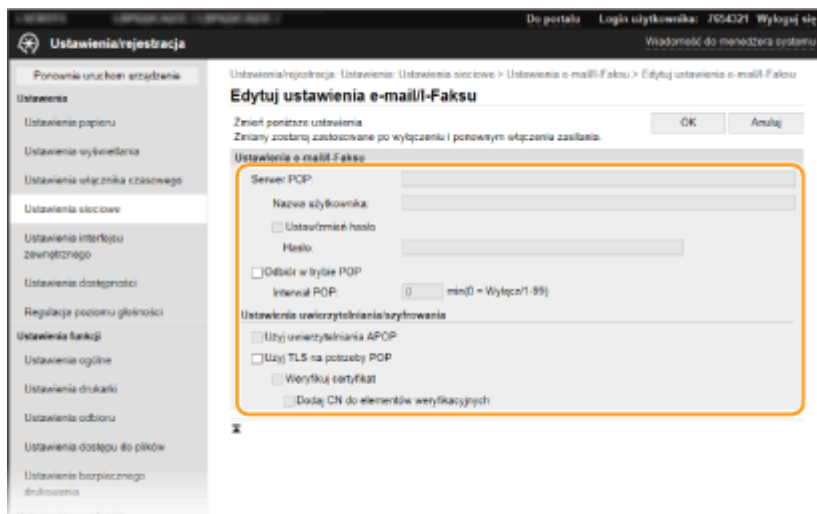 Do portalu Login użytkownika: 7654321 Wyloguj się
Ustawienia/rejestracja
Wiadomość do menedżera systemu
Ponownie uruchom urządzenie
Ustawienia/rejestracja: Ustawienia: Ustawienia sieciowe > Ustawienia e-mail/I-Faksu > Edytuj ustawienia e-mail/I-Faksu
Edytuj ustawienia e-mail/I-Faksu
Zmień poniższe ustawienia.
Zmiany zostaną zastosowane po wyłączeniu i ponownym włączenia zasilania.
OK
Anuluj
Ustawienia
Ustawienia papieru
Ustawienia wyświetlania
Ustawienia włącznika czasowego
Ustawienia sieciowe
Ustawienia interfejsu
zewnętrznego
Ustawienia dostępności
Regulacja poziomu głośności
Ustawienia funkcji
Ustawienia ogólne
Ustawienia drukarki
Ustawienia odbioru
Ustawienia dostępu do plików
Ustawienia bezpiecznego
drukowania
Ustawienia e-mail/I-Faksu
Serwer POP:
Nazwa użytkownika:
Ustaw/zmień hasło
Hasło:
Odbiór w trybie POP
Interwał POP: 0 min(0 = Wyłącz/1-99)
Ustawienia uwierzytelniania/szyfrowania
Użyj uwierzytelniania APOP
Użyj TLS na potrzeby POP
Weryfikuj certyfikat
Dodaj CN do elementów weryfikacyjnych